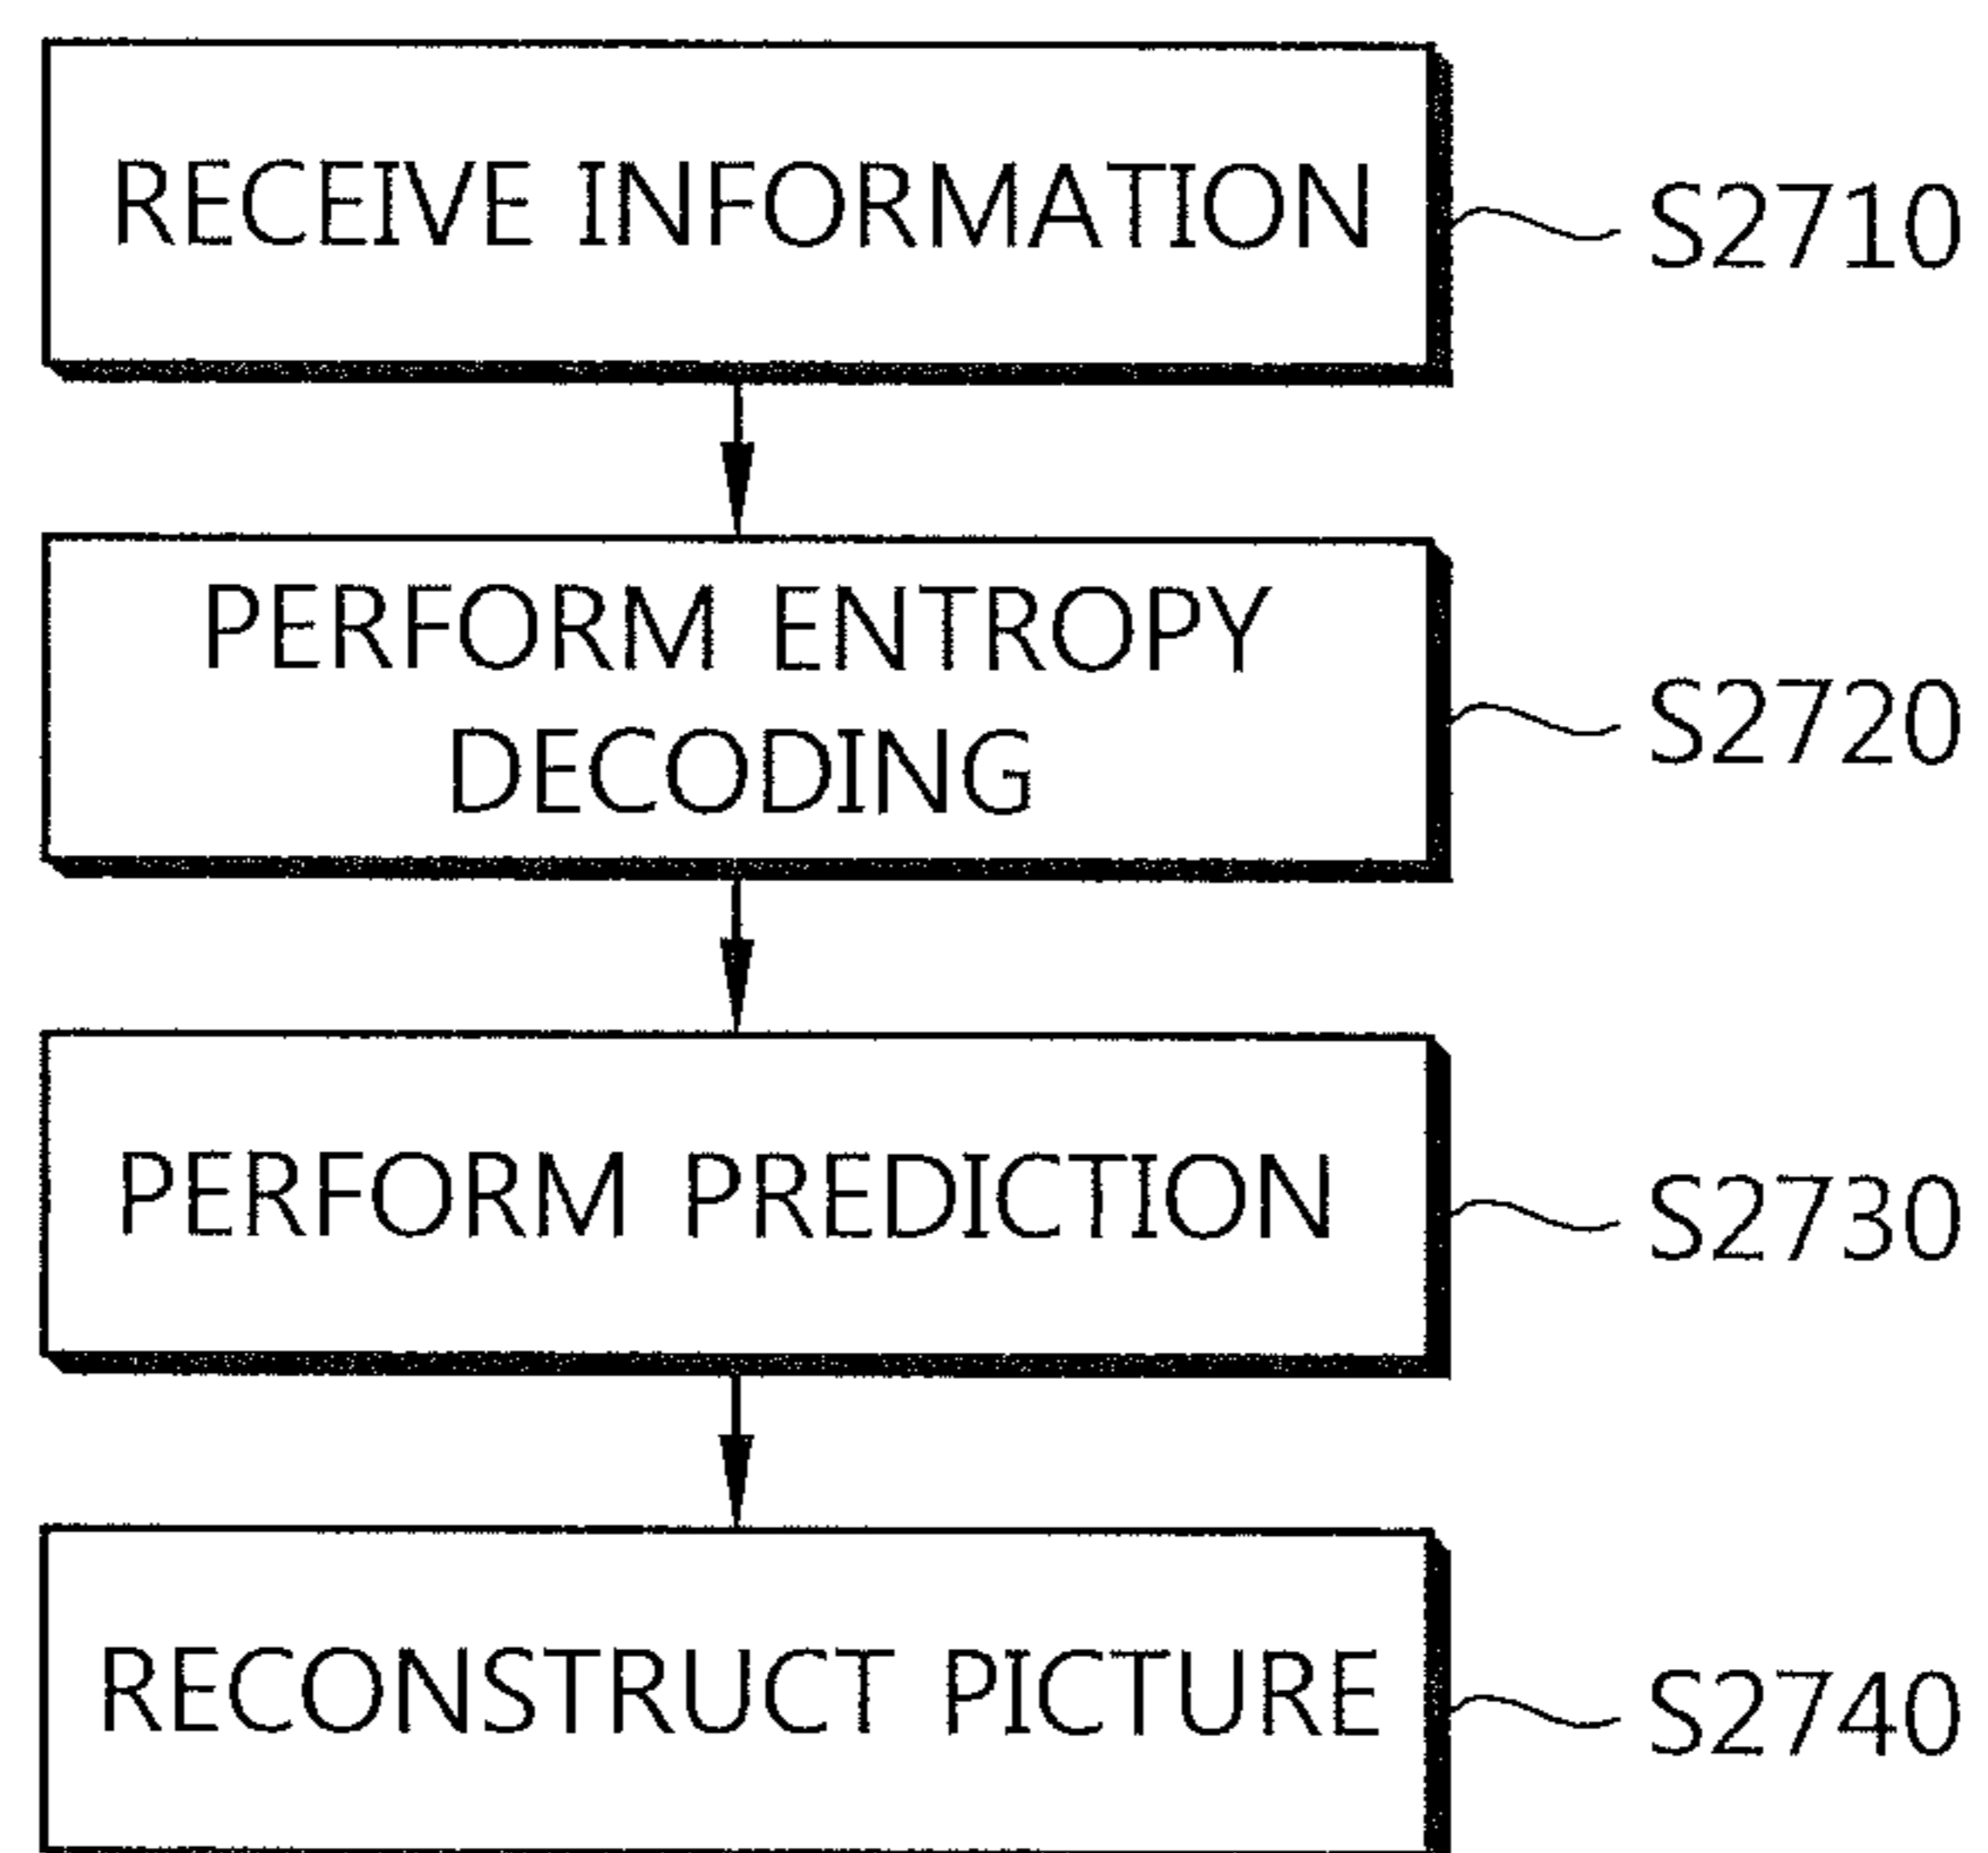 RECEIVE INFORMATION
S2710
PERFORM ENTROPY
DECODING
S2720
PERFORM PREDICTION
S2730
RECONSTRUCT PICTURE
S2740